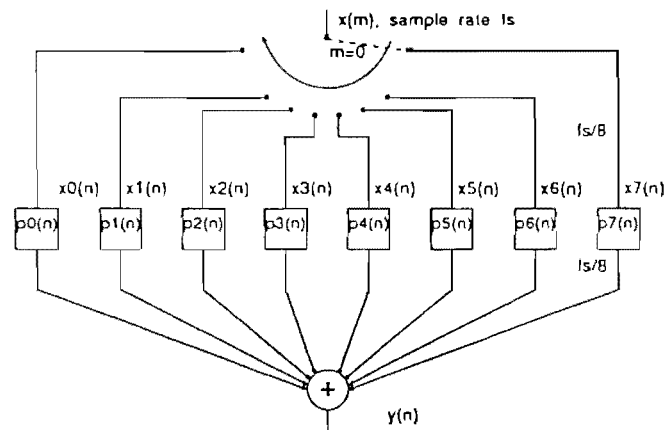 x(m), sample rate fs
m=0
fs/8
x0(n) x1(n) x2(n) x3(n) x4(n) x5(n) x6(n) x7(n)
p0(n) p1(n) p2(n) p3(n) p4(n) p5(n) p6(n) p7(n)
fs/8
+
y(n)